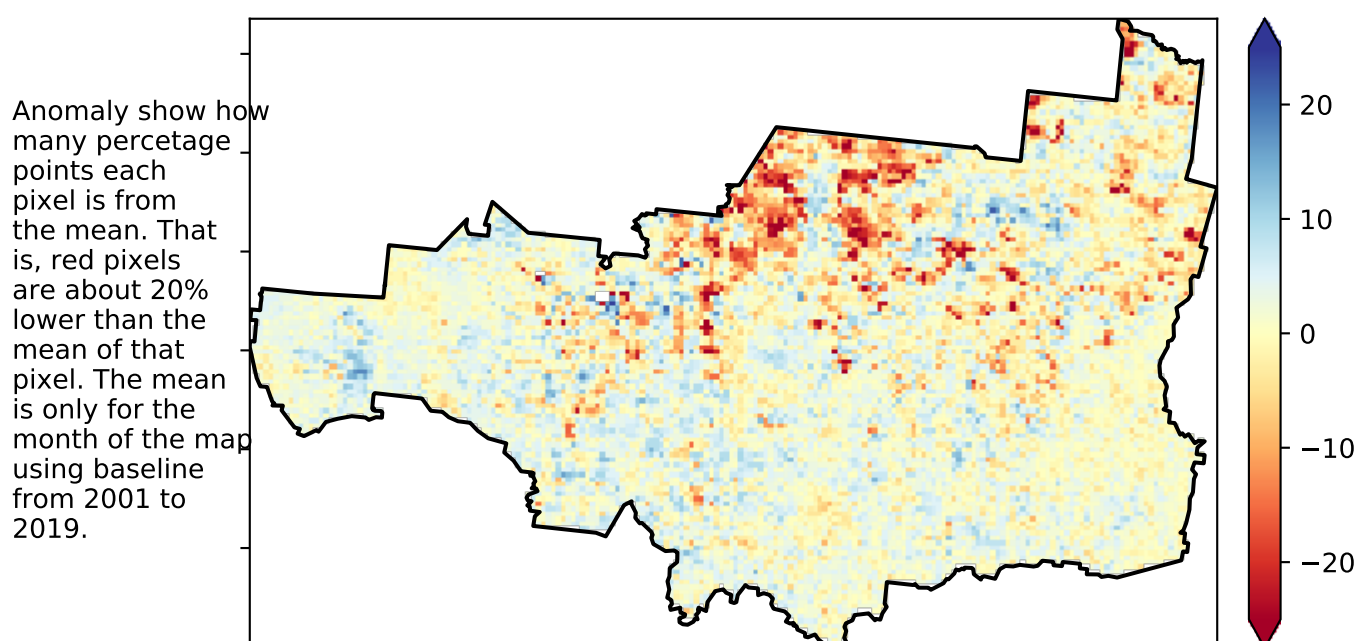 Anomaly show how
many percetage
points each
pixel is from
the mean. That
is, red pixels
are about 20%
lower than the
mean of that
pixel. The mean
is only for the
month of the map
using baseline
from 2001 to
2019.
20
10
0
−10
−20